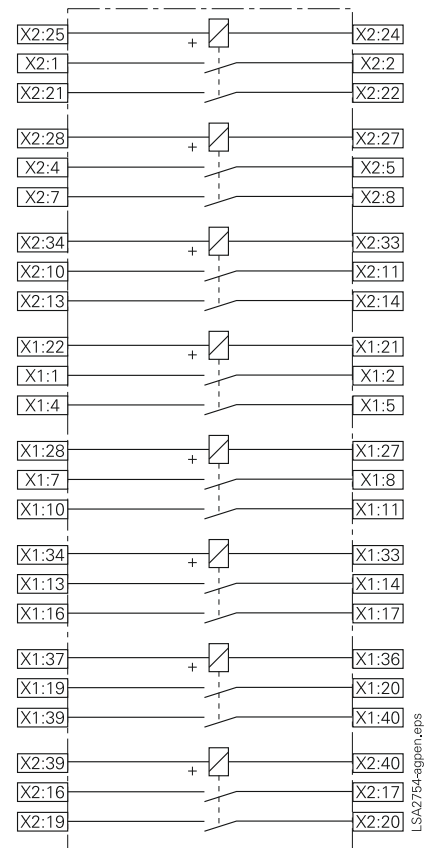 X2:25 + X2:24
X2:1 X2:2
X2:21 X2:22
X2:28 + X2:27
X2:4 X2:5
X2:7 X2:8
X2:34 + X2:33
X2:10 X2:11
X2:13 X2:14
X1:22 + X1:21
X1:1 X1:2
X1:4 X1:5
X1:28 + X1:27
X1:7 X1:8
X1:10 X1:11
X1:34 + X1:33
X1:13 X1:14
X1:16 X1:17
X1:37 + X1:36
X1:19 X1:20
X1:39 X1:40
X2:39 + X2:40
X2:16 X2:17
X2:19 X2:20
LSA2754-agpen.eps